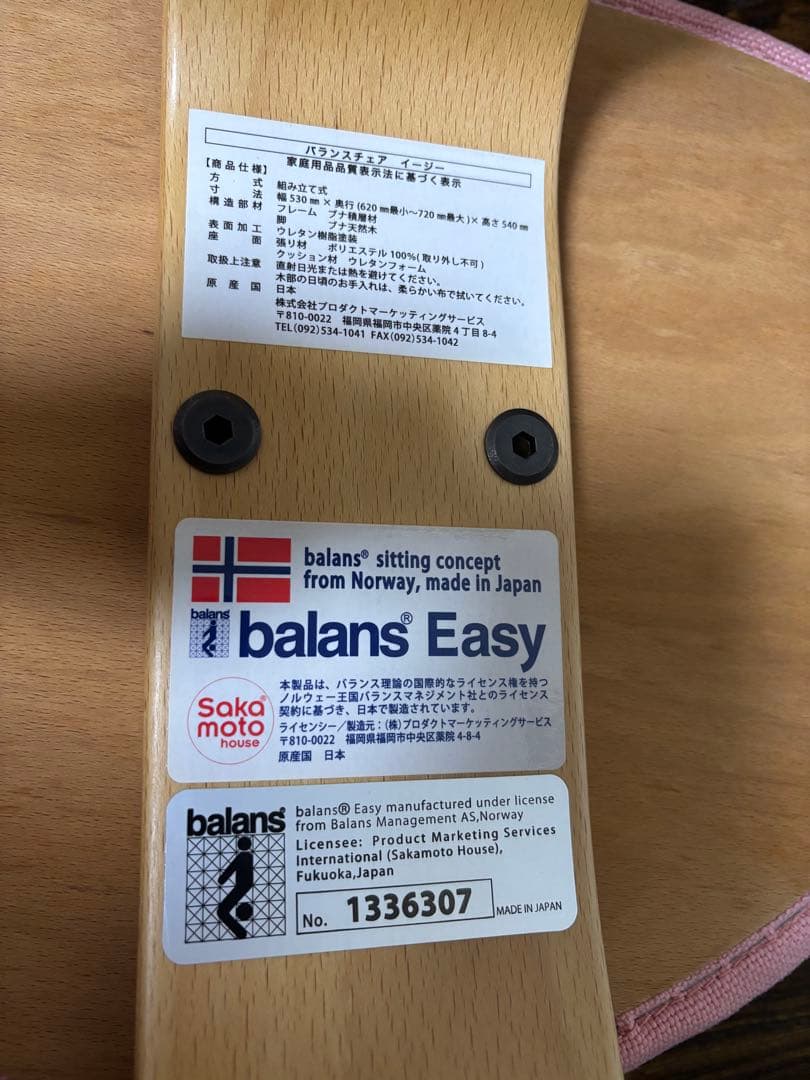 バランスチェア　イージー
家庭用品品質表示法に基づく表示
【商品仕様】
方　　式　組み立て式
寸　　法　幅 530 ㎜ × 奥行 (620 ㎜最小～720 ㎜最大 )× 高さ 540 ㎜
構造部材　フレーム　ブナ積層材
脚　　ブナ天然木
表面加工　ウレタン樹脂塗装
座　　面　張り材　ポリエステル 100%( 取り外し不可 )
クッション材　ウレタンフォーム
取扱上注意　直射日光または熱を避けてください。
木部の日頃のお手入れは、柔らかい布で拭いてください。
原 産 国　日本
株式会社プロダクトマーケッティングサービス
〒810-0022　福岡県福岡市中央区薬院 4 丁目 8-4
TEL(092)534-1041 FAX(092)534-1042
balans® sitting concept
from Norway, made in Japan
balans
balans® Easy
Saka®
moto
house
本製品は、バランス理論の国際的なライセンス権を持つ
ノルウェー王国バランスマネジメント社とのライセンス
契約に基づき、日本で製造されています。
ライセンシー／製造元：(株)プロダクトマーケッティングサービス
〒810-0022　福岡県福岡市中央区薬院 4-8-4
原産国　日本
balans®
balans® Easy manufactured under license
from Balans Management AS,Norway
Licensee: Product Marketing Services
International (Sakamoto House),
Fukuoka,Japan
No. 1336307
MADE IN JAPAN